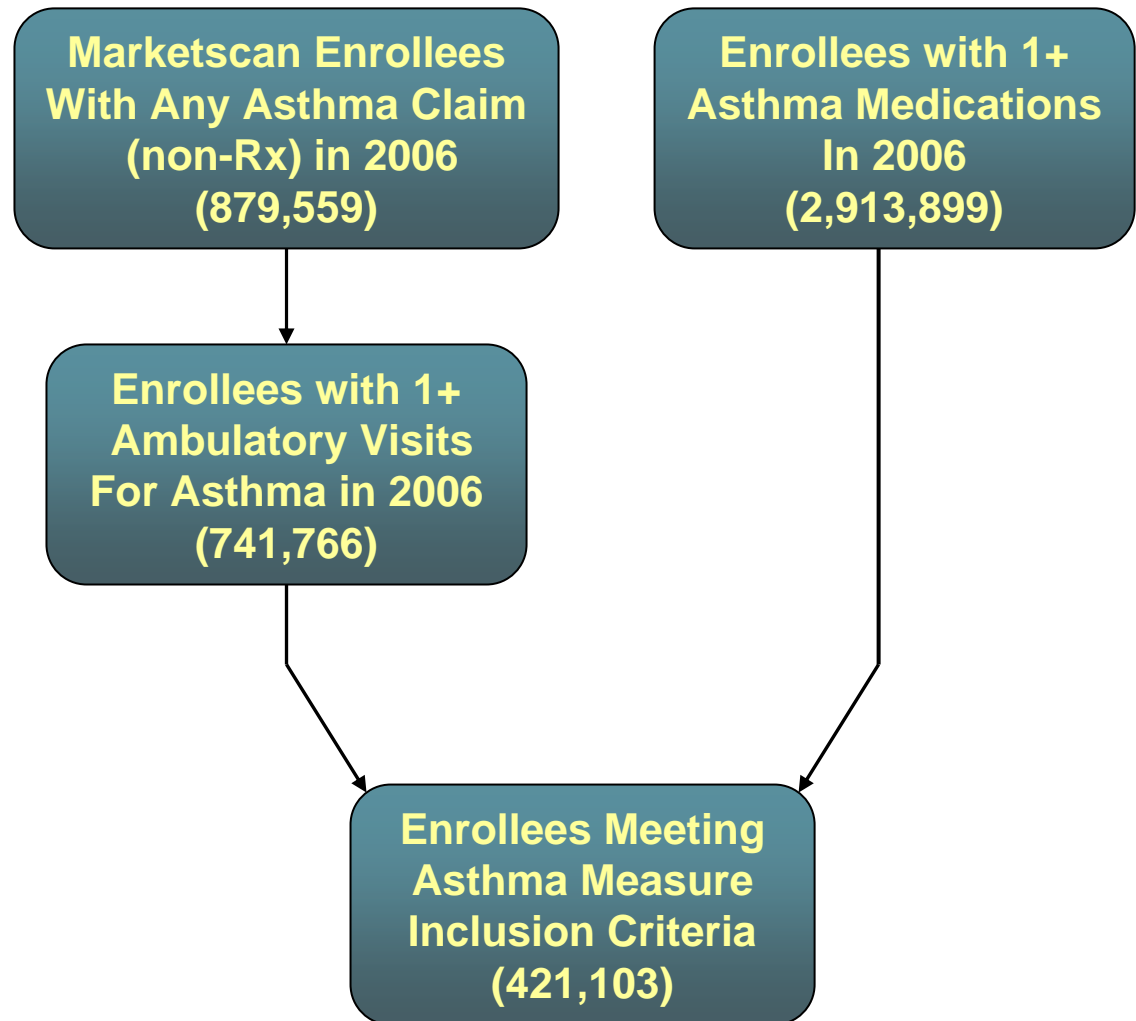 Marketscan Enrollees
With Any Asthma Claim
(non-Rx) in 2006
(879,559)
Enrollees with 1+
Asthma Medications
In 2006
(2,913,899)
Enrollees with 1+
Ambulatory Visits
For Asthma in 2006
(741,766)
Enrollees Meeting
Asthma Measure
Inclusion Criteria
(421,103)